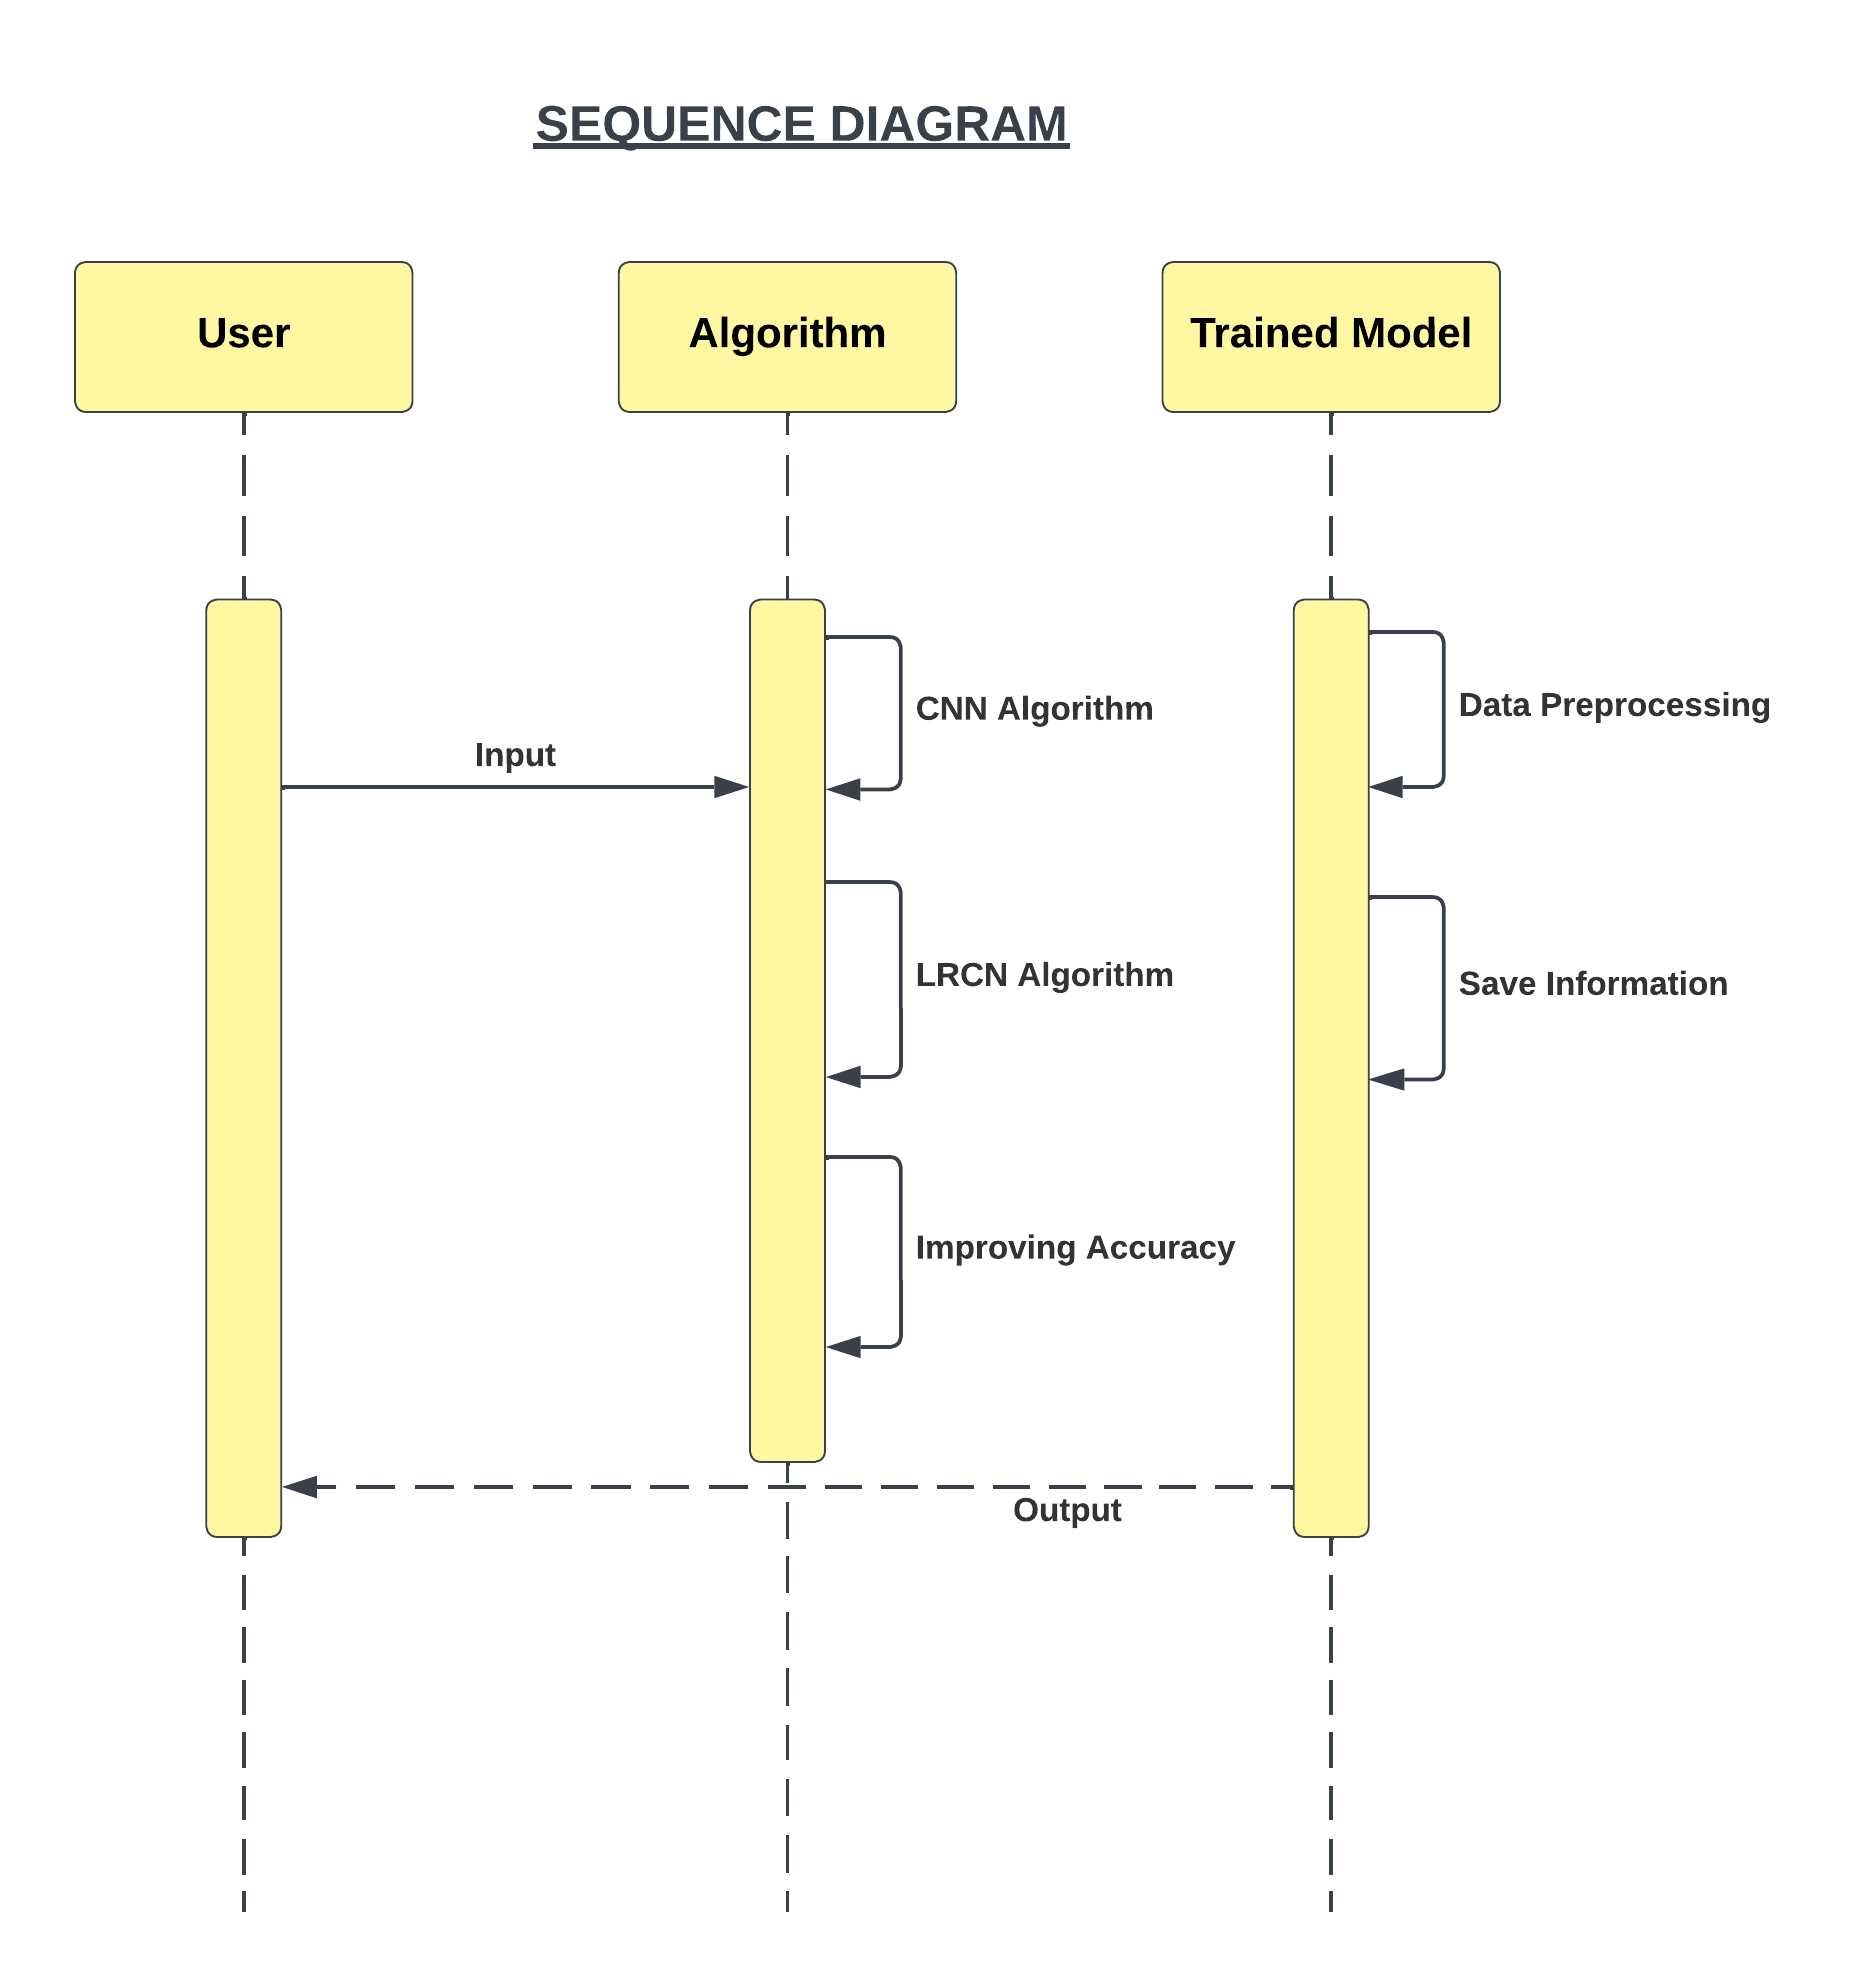 SEQUENCE DIAGRAM
User
Algorithm
Trained Model
CNN Algorithm
Data Preprocessing
Input
LRCN Algorithm
Save Information
Improving Accuracy
Output